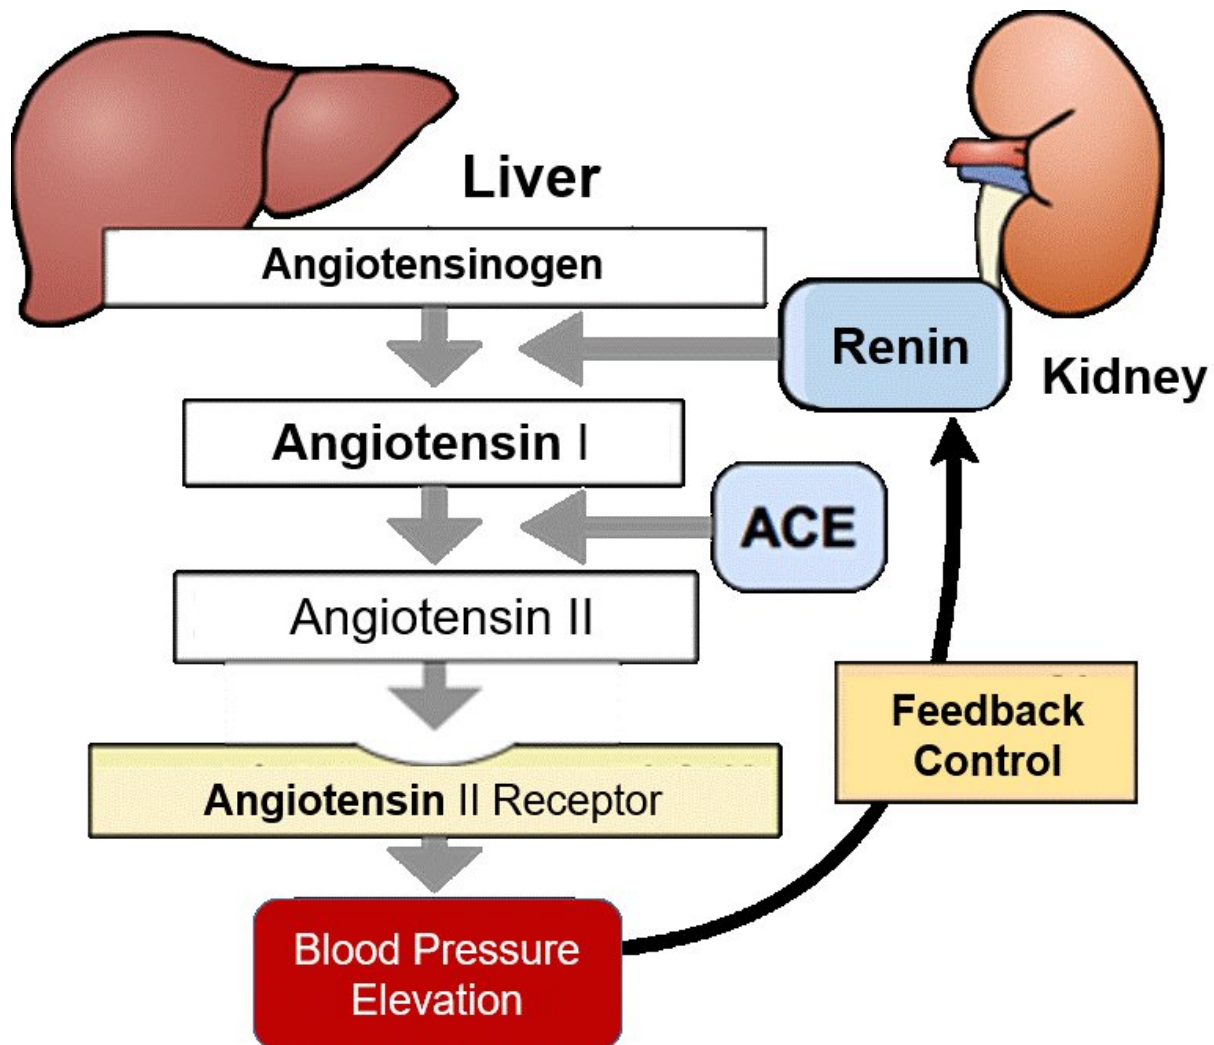 Liver
Angiotensinogen
Renin
Kidney
Angiotensin I
ACE
Angiotensin II
Feedback
Control
Angiotensin II Receptor
Blood Pressure
Elevation